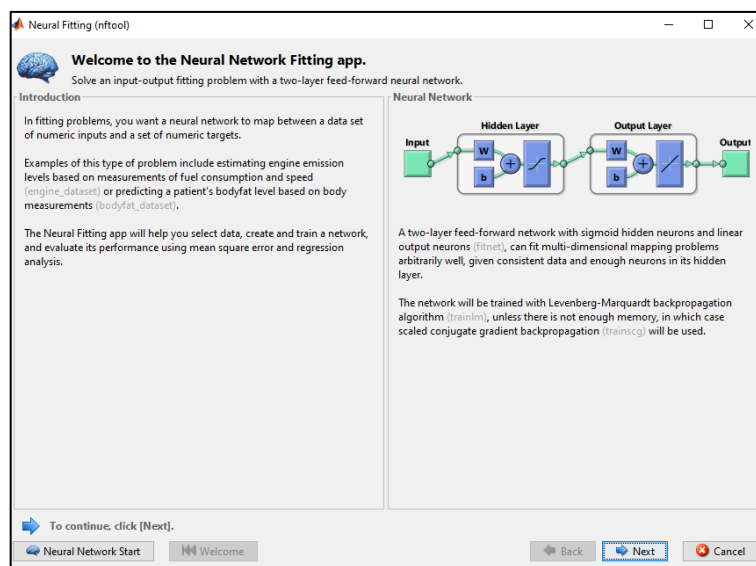 Neural Fitting (nftool)
Welcome to the Neural Network Fitting app.
Solve an input-output fitting problem with a two-layer feed-forward neural network.
Introduction
In fitting problems, you want a neural network to map between a data set
of numeric inputs and a set of numeric targets.
Examples of this type of problem include estimating engine emission
levels based on measurements of fuel consumption and speed
(engine_dataset) or predicting a patient's bodyfat level based on body
measurements (bodyfat_dataset).
The Neural Fitting app will help you select data, create and train a network,
and evaluate its performance using mean square error and regression
analysis.
Neural Network
Hidden Layer
Output Layer
Input
Output
W
b
+
W
b
+
A two-layer feed-forward network with sigmoid hidden neurons and linear
output neurons (fitnet), can fit multi-dimensional mapping problems
arbitrarily well, given consistent data and enough neurons in its hidden
layer.
The network will be trained with Levenberg-Marquardt backpropagation
algorithm (trainlm), unless there is not enough memory, in which case
scaled conjugate gradient backpropagation (trainscg) will be used.
To continue, click [Next].
Neural Network Start
Welcome
Back
Next
Cancel